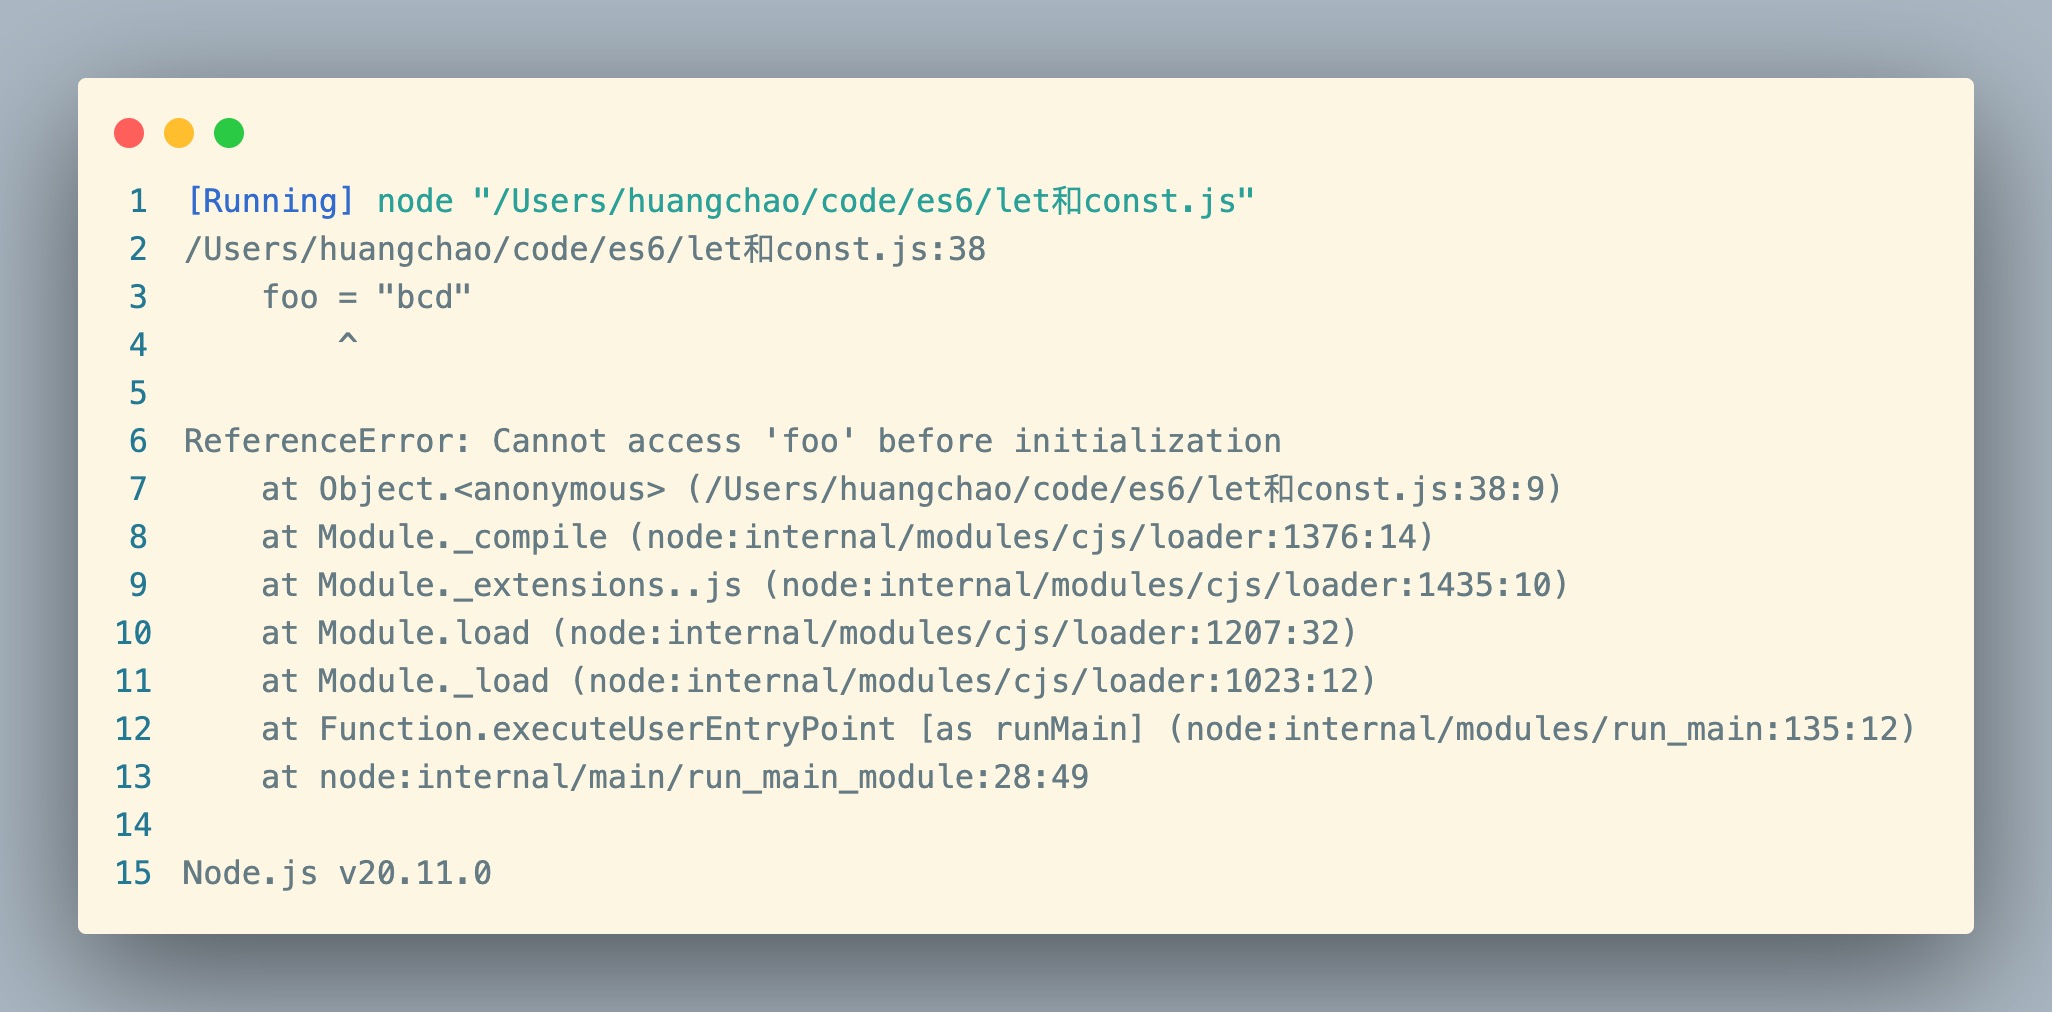 1 [Running] node "/Users/huangchao/code/es6/let和const.js"
2 /Users/huangchao/code/es6/let和const.js:38
3     foo = "bcd"
4         ^
5
6 ReferenceError: Cannot access 'foo' before initialization
7     at Object.<anonymous> (/Users/huangchao/code/es6/let和const.js:38:9)
8     at Module._compile (node:internal/modules/cjs/loader:1376:14)
9     at Module._extensions..js (node:internal/modules/cjs/loader:1435:10)
10     at Module.load (node:internal/modules/cjs/loader:1207:32)
11     at Module._load (node:internal/modules/cjs/loader:1023:12)
12     at Function.executeUserEntryPoint [as runMain] (node:internal/modules/run_main:135:12)
13     at node:internal/main/run_main_module:28:49
14
15 Node.js v20.11.0